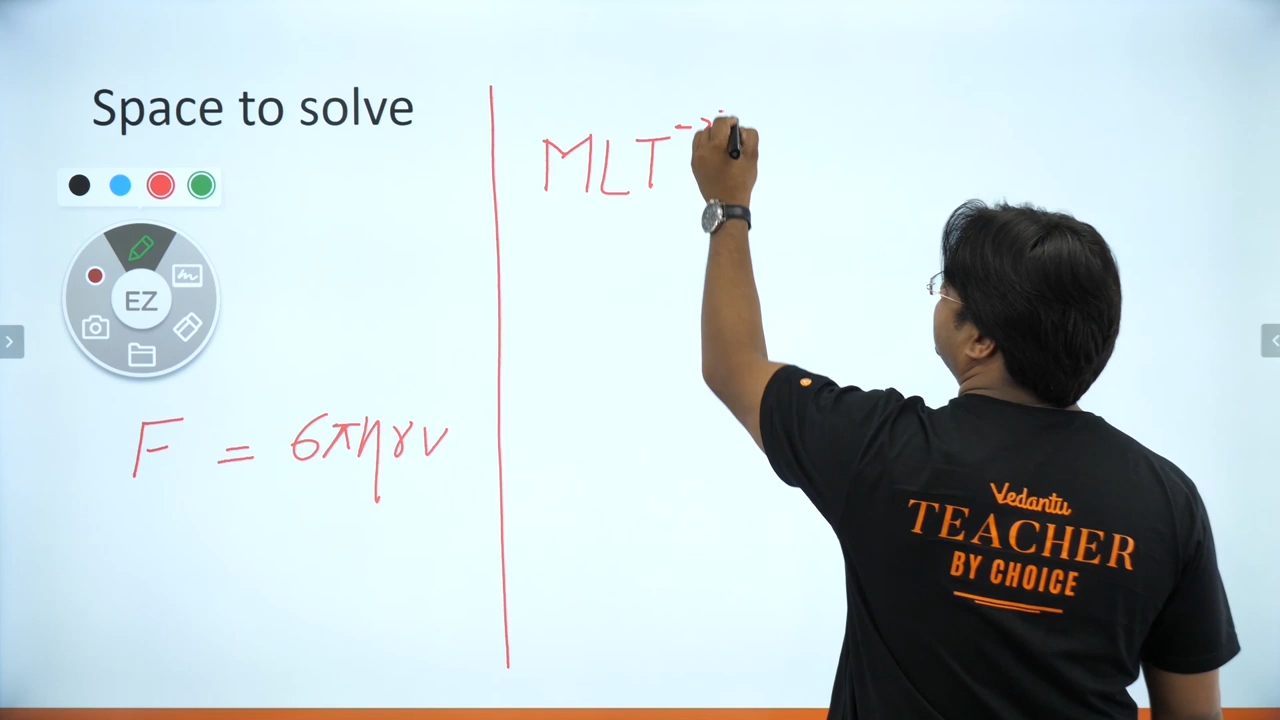 Space to solve
EZ
F = 6πηrv
MLT⁻
Vedantu
TEACHER
BY CHOICE